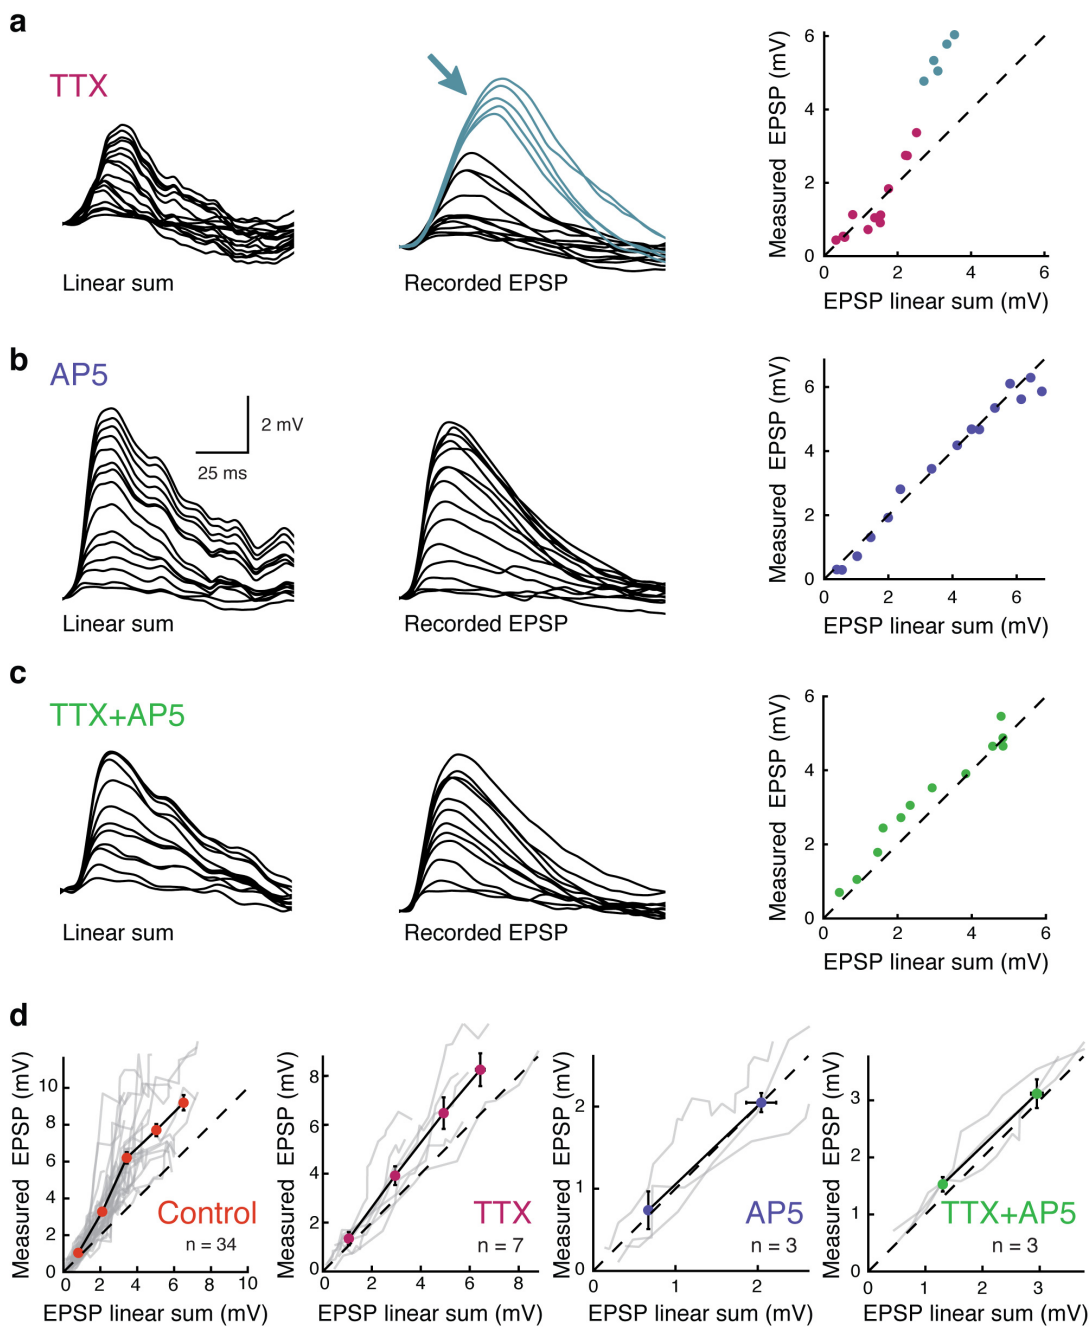 a
TTX
Linear sum
Recorded EPSP
Measured EPSP (mV)
6
4
2
0
0 2 4 6
EPSP linear sum (mV)
b
AP5
2 mV
25 ms
Linear sum
Recorded EPSP
Measured EPSP (mV)
6
4
2
0
0 2 4 6
EPSP linear sum (mV)
c
TTX+AP5
Linear sum
Recorded EPSP
Measured EPSP (mV)
6
4
2
0
0 2 4 6
EPSP linear sum (mV)
d
Measured EPSP (mV)
10
8
6
4
2
0
Control
n = 34
0 2 4 6 8 10
EPSP linear sum (mV)
Measured EPSP (mV)
8
6
4
2
0
TTX
n = 7
0 2 4 6 8
EPSP linear sum (mV)
Measured EPSP (mV)
2
1
0
AP5
n = 3
0 1 2
EPSP linear sum (mV)
Measured EPSP (mV)
3
2
1
0
TTX+AP5
n = 3
0 1 2 3
EPSP linear sum (mV)